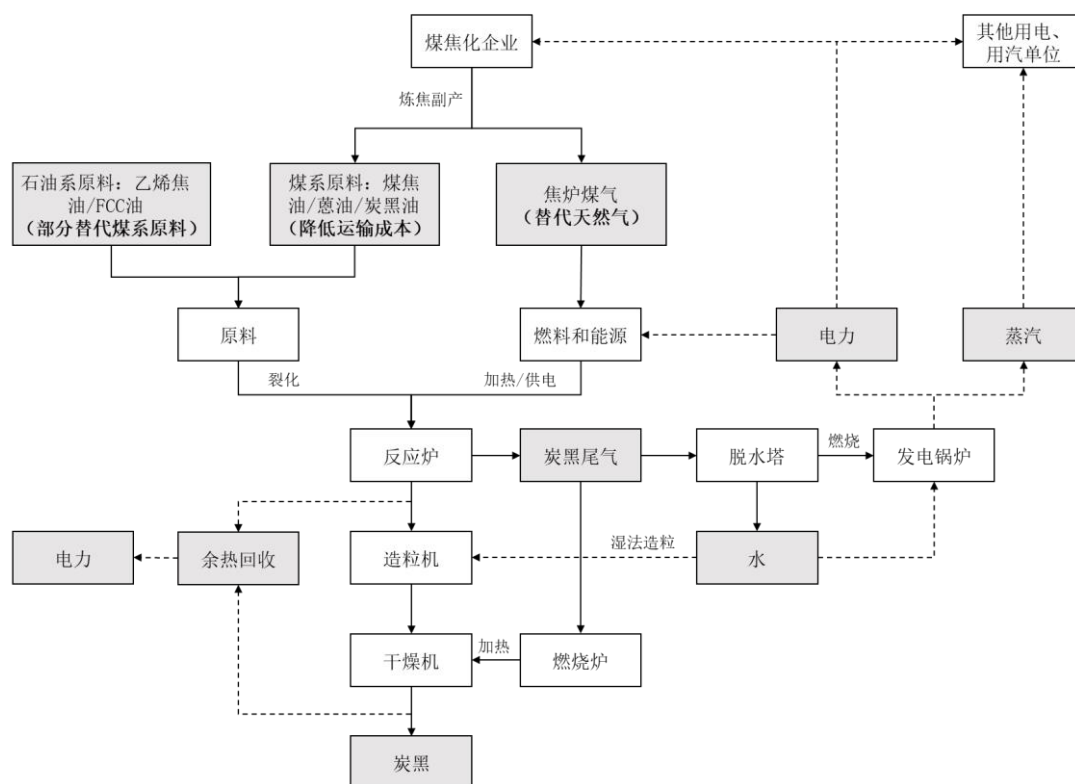 煤焦化企业
其他用电、
用汽单位
炼焦副产
石油系原料：乙烯焦
油/FCC油
（部分替代煤系原料）
煤系原料：煤焦
油/蒽油/炭黑油
（降低运输成本）
焦炉煤气
（替代天然气）
原料
燃料和能源
电力
蒸汽
裂化
加热/供电
反应炉
炭黑尾气
脱水塔
燃烧
发电锅炉
电力
余热回收
造粒机
湿法造粒
水
干燥机
加热
燃烧炉
炭黑